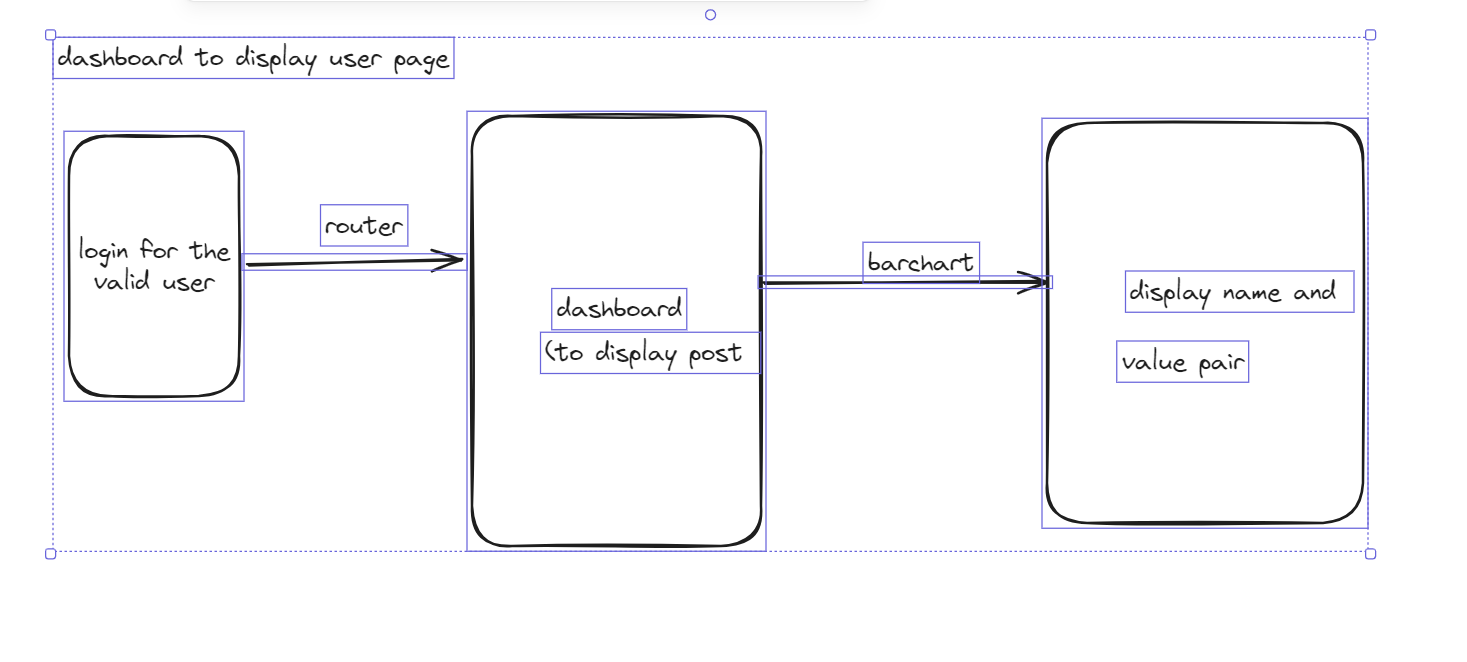 dashboard to display user page
login for the
valid user
router
dashboard
(to display post
barchart
display name and
value pair